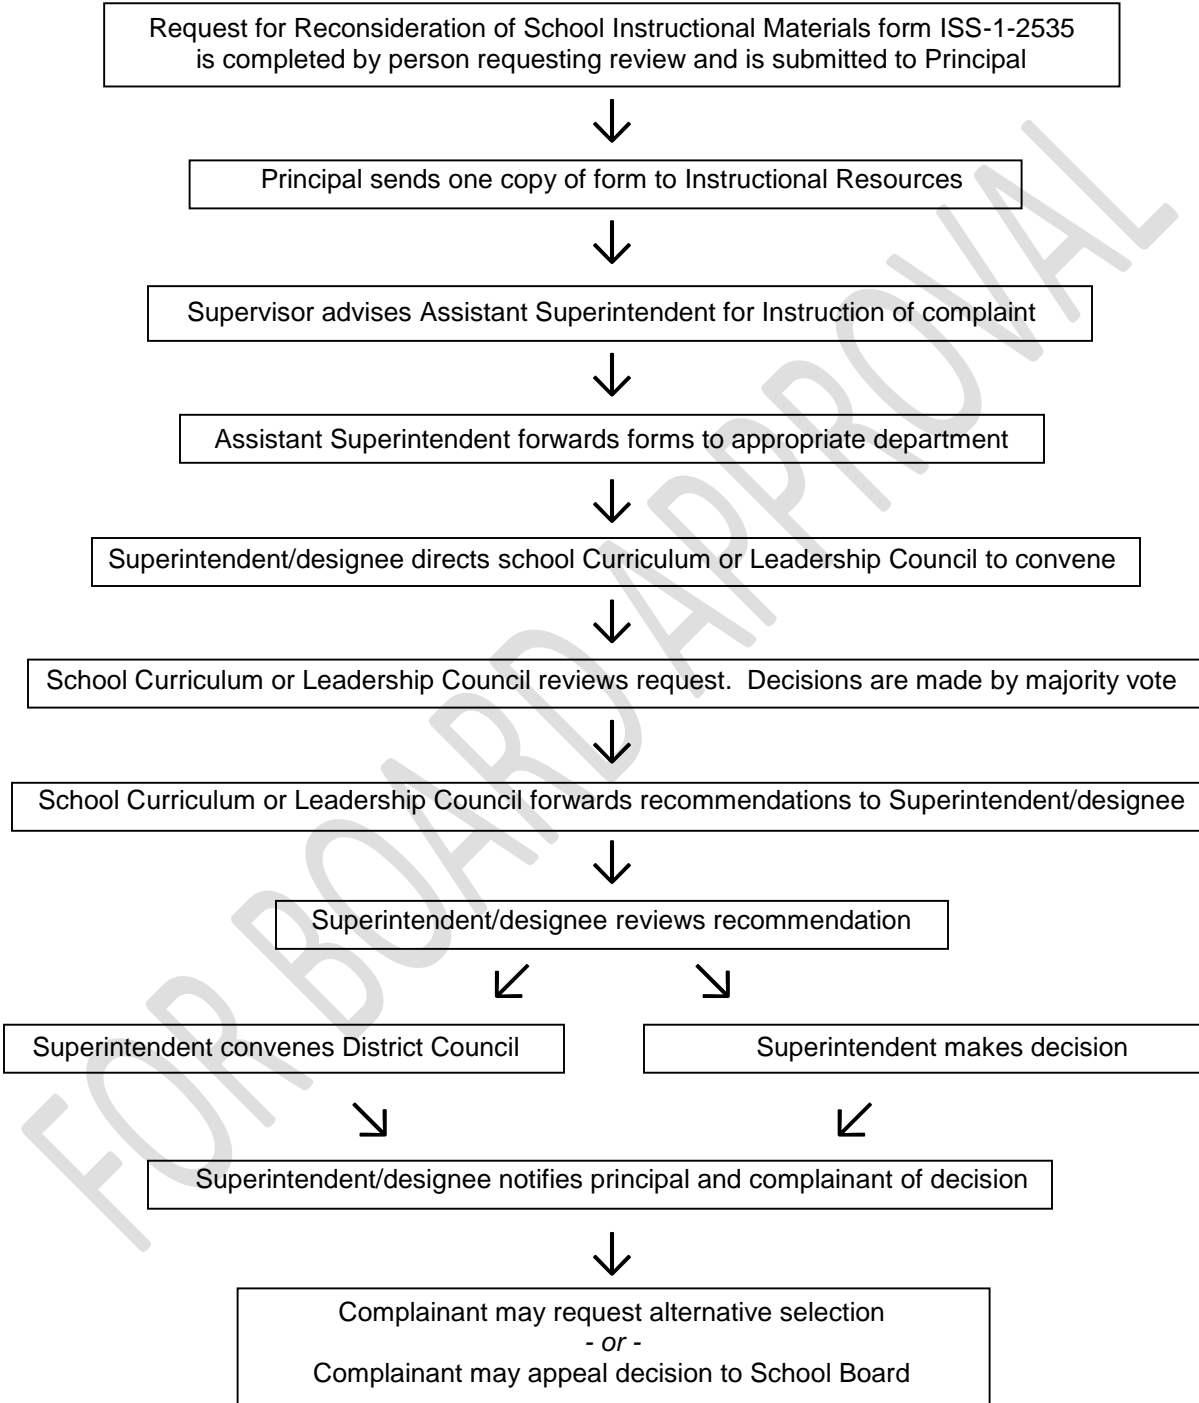 Request for Reconsideration of School Instructional Materials form ISS-1-2535
is completed by person requesting review and is submitted to Principal
Principal sends one copy of form to Instructional Resources
Supervisor advises Assistant Superintendent for Instruction of complaint
Assistant Superintendent forwards forms to appropriate department
Superintendent/designee directs school Curriculum or Leadership Council to convene
School Curriculum or Leadership Council reviews request.  Decisions are made by majority vote
School Curriculum or Leadership Council forwards recommendations to Superintendent/designee
Superintendent/designee reviews recommendation
Superintendent convenes District Council
Superintendent makes decision
Superintendent/designee notifies principal and complainant of decision
Complainant may request alternative selection
- or -
Complainant may appeal decision to School Board
FOR BOARD APPROVAL